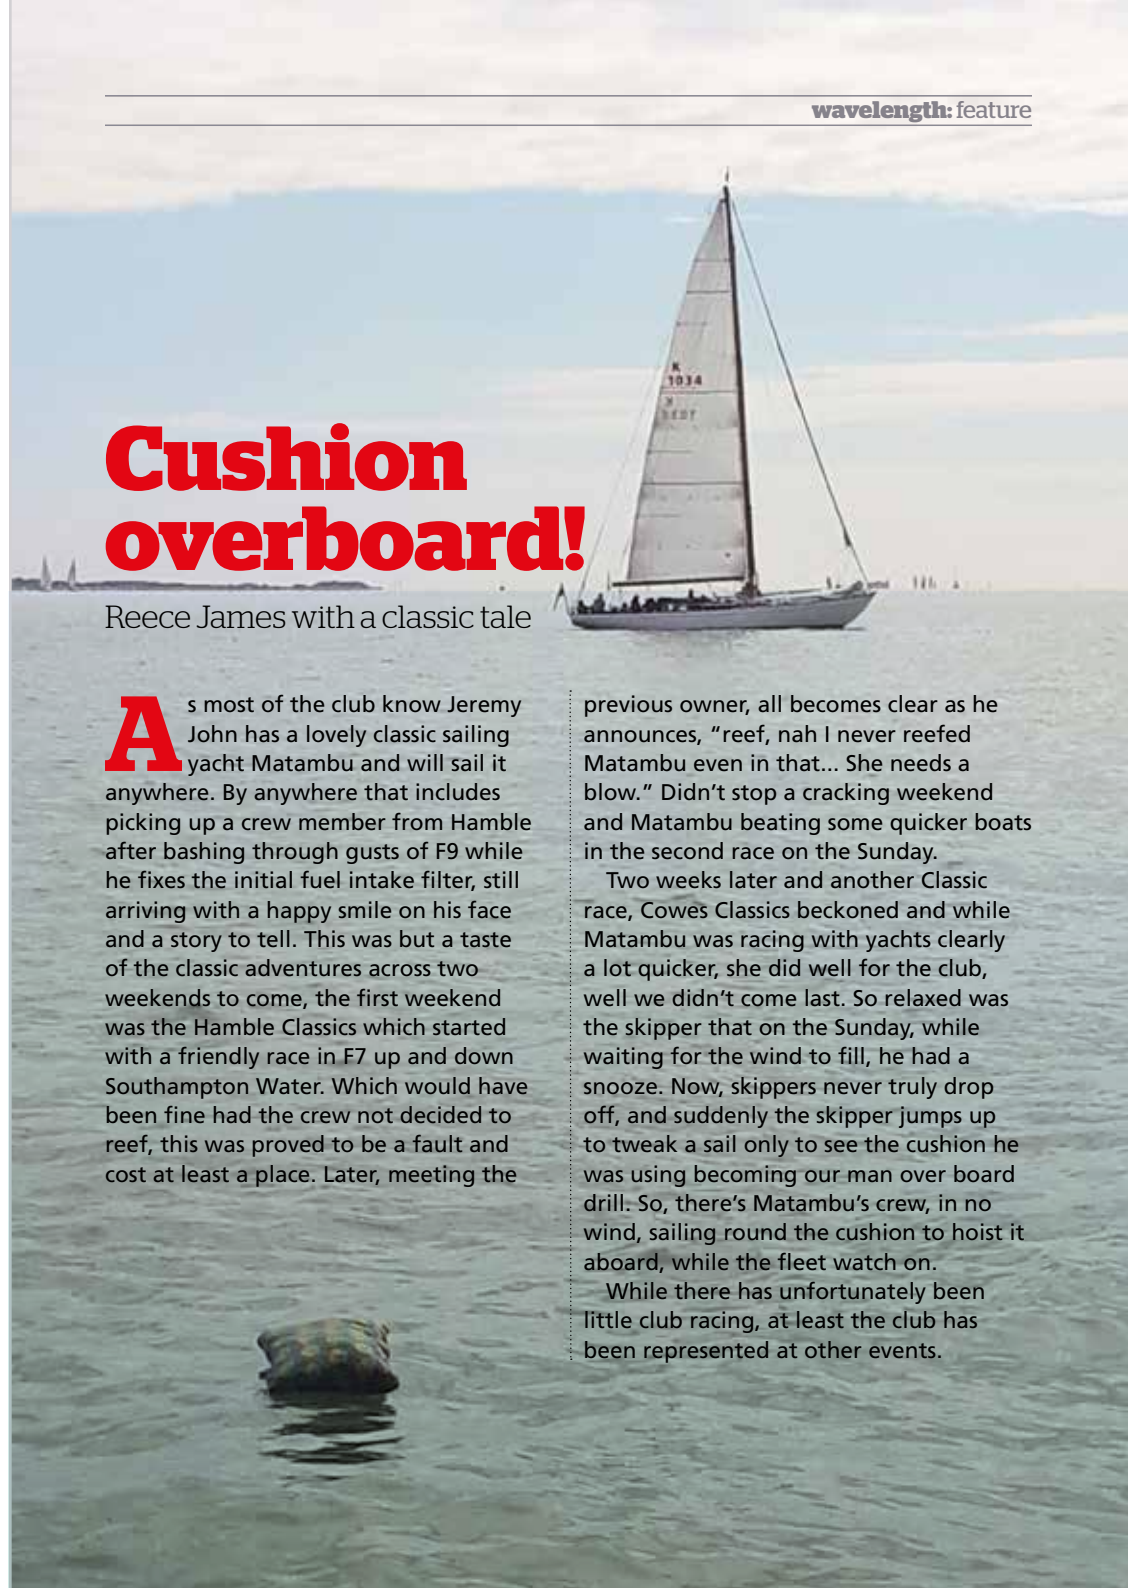 wavelength: feature
K
1034
Cushion
overboard!
Reece James with a classic tale
As most of the club know Jeremy
John has a lovely classic sailing
yacht Matambu and will sail it
anywhere. By anywhere that includes
picking up a crew member from Hamble
after bashing through gusts of F9 while
he fixes the initial fuel intake filter, still
arriving with a happy smile on his face
and a story to tell. This was but a taste
of the classic adventures across two
weekends to come, the first weekend
was the Hamble Classics which started
with a friendly race in F7 up and down
Southampton Water. Which would have
been fine had the crew not decided to
reef, this was proved to be a fault and
cost at least a place. Later, meeting the
previous owner, all becomes clear as he
announces, “reef, nah I never reefed
Matambu even in that... She needs a
blow.” Didn’t stop a cracking weekend
and Matambu beating some quicker boats
in the second race on the Sunday.
Two weeks later and another Classic
race, Cowes Classics beckoned and while
Matambu was racing with yachts clearly
a lot quicker, she did well for the club,
well we didn’t come last. So relaxed was
the skipper that on the Sunday, while
waiting for the wind to fill, he had a
snooze. Now, skippers never truly drop
off, and suddenly the skipper jumps up
to tweak a sail only to see the cushion he
was using becoming our man over board
drill. So, there’s Matambu’s crew, in no
wind, sailing round the cushion to hoist it
aboard, while the fleet watch on.
While there has unfortunately been
little club racing, at least the club has
been represented at other events.